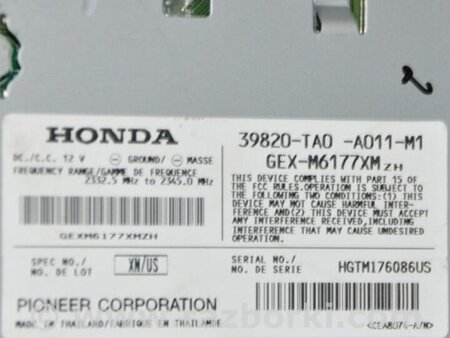 HONDA
39820-TA0 -A011-M1
GEX-M6177XM ZH
DC./C.C. 12 V ⊖ GROUND/ ⊖ MASSE
FREQUENCY RANGE/GAMME DE FREQUENCE
2332.5 MHz TO 2345.0 MHz
GEXM6177XMZH
THIS DEVICE COMPLIES WITH PART 15 OF
THE FCC RULES.OPERATION IS SUBJECT TO
THE FOLLOWING TWO CONDITIONS:(1) THIS
DEVICE MAY NOT CAUSE HARMFUL INTER-
FERENCE,AND(2) THIS DEVICE MUST ACCEPT
ANY INTERFERENCE RECEIVED,INCLUDING
INTERFERENCE THAT MAY CAUSE UNDESIRED
OPERATION.
SPEC NO./
NO. DE LOT
XM/US
SERIAL NO./
NO. DE SERIE
HGTM176086US
PIONEER CORPORATION
MADE IN THAILAND/FABRIQUE EN THAILANDE
<CEA8074-A/M>
razborki.com